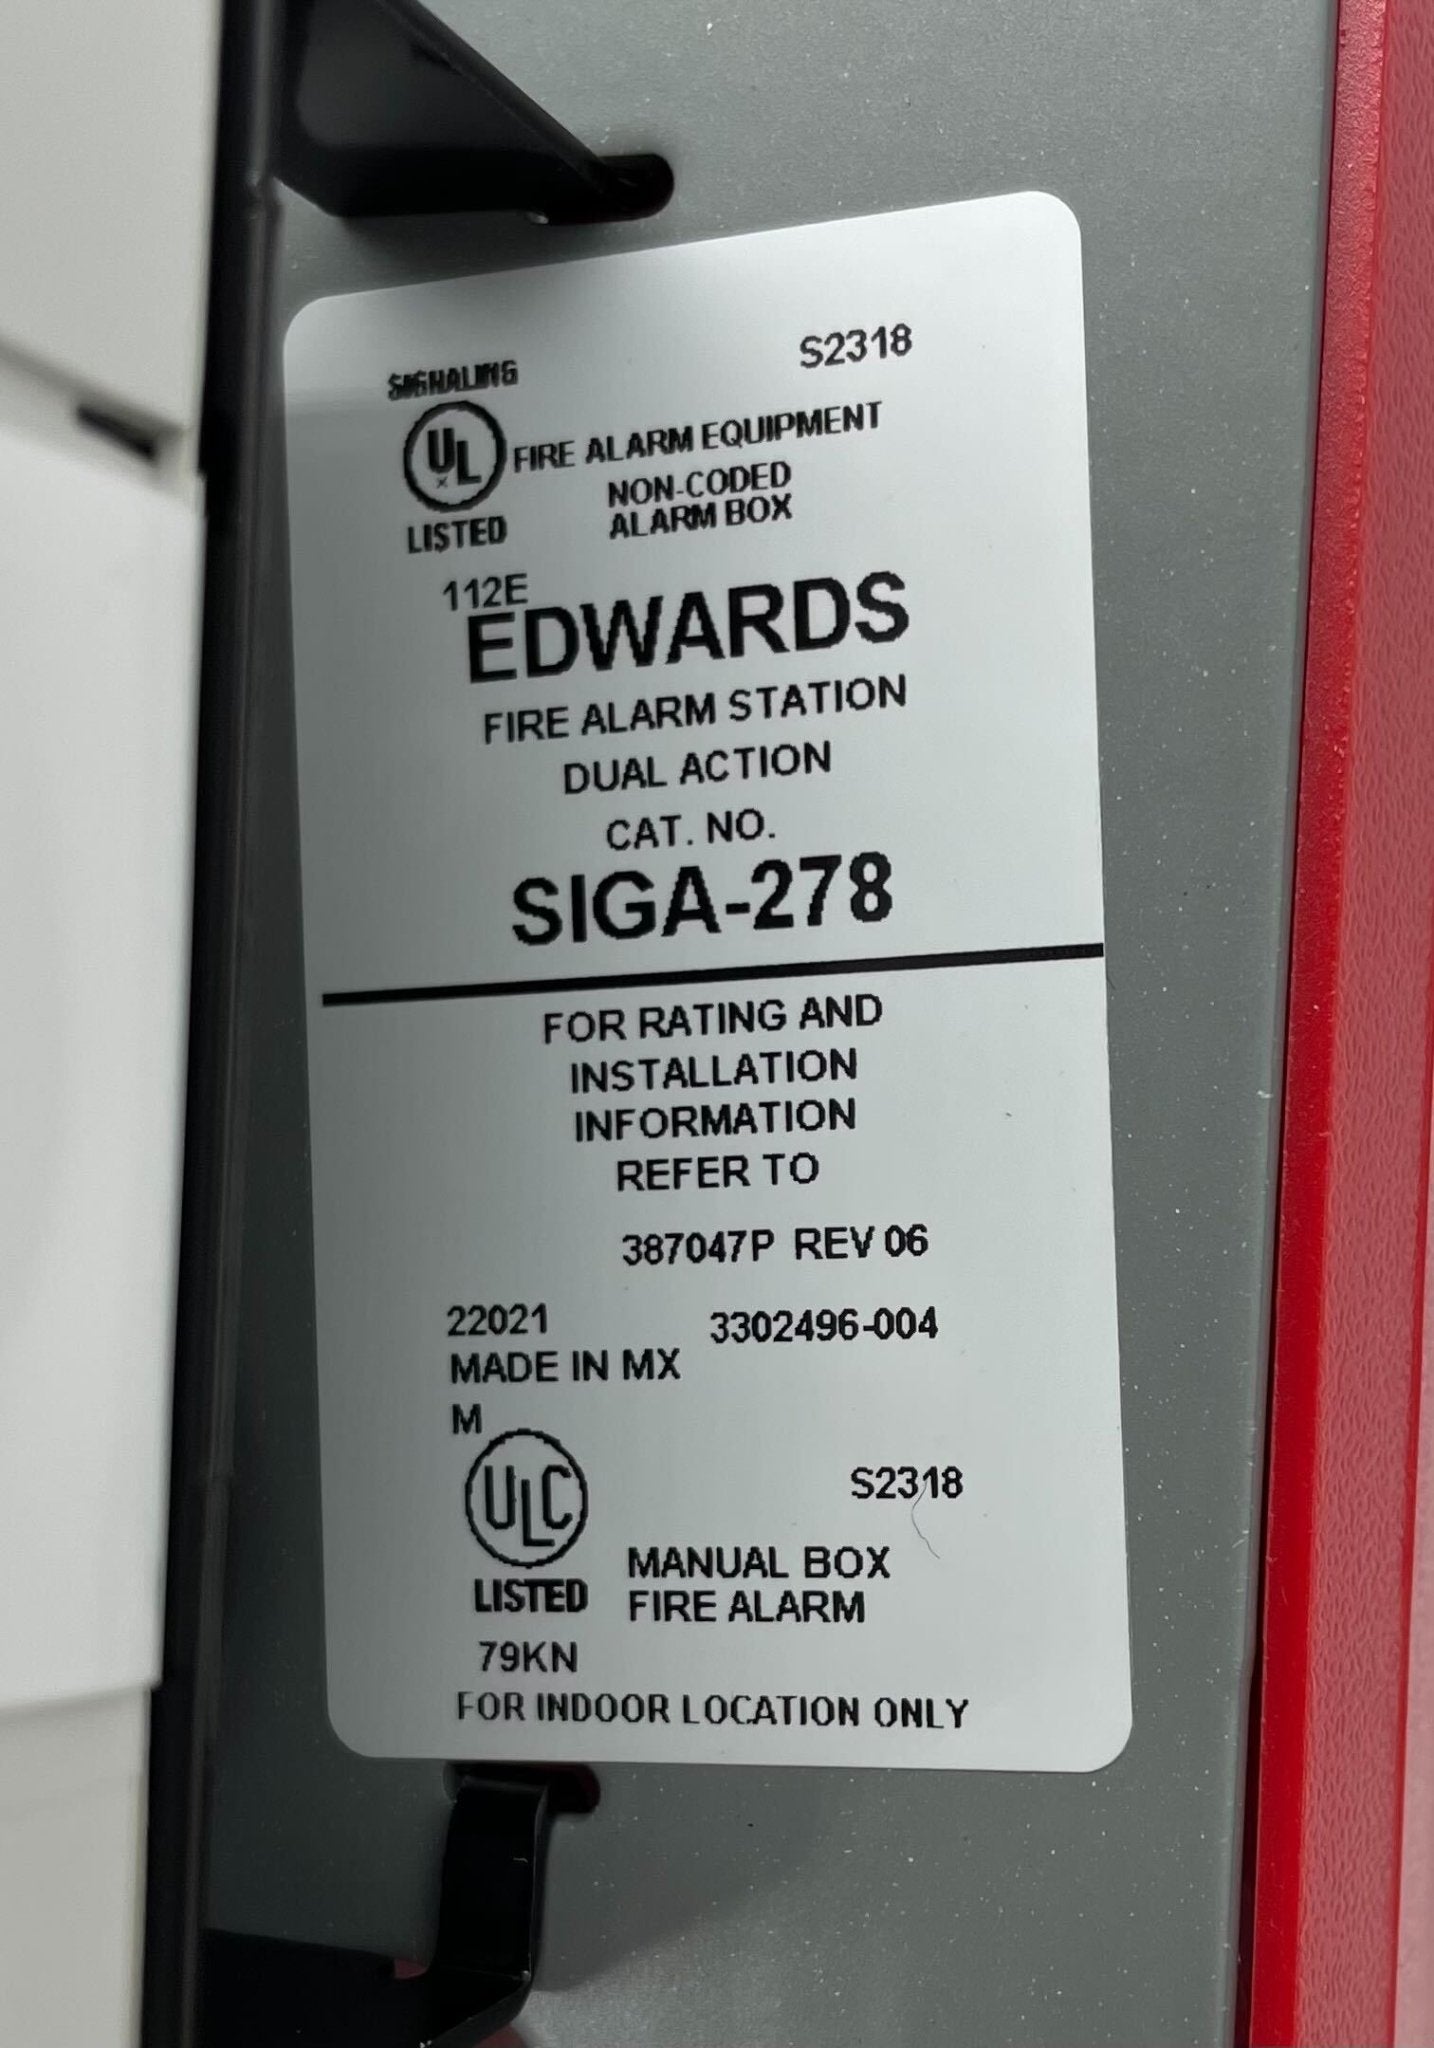 S2318
SIGNALING
UL
FIRE ALARM EQUIPMENT
NON-CODED
ALARM BOX
LISTED
112E
EDWARDS
FIRE ALARM STATION
DUAL ACTION
CAT. NO.
SIGA-278
FOR RATING AND
INSTALLATION
INFORMATION
REFER TO
387047P REV 06
22021 3302496-004
MADE IN MX
M
ULC
S2318
LISTED
MANUAL BOX
FIRE ALARM
79KN
FOR INDOOR LOCATION ONLY